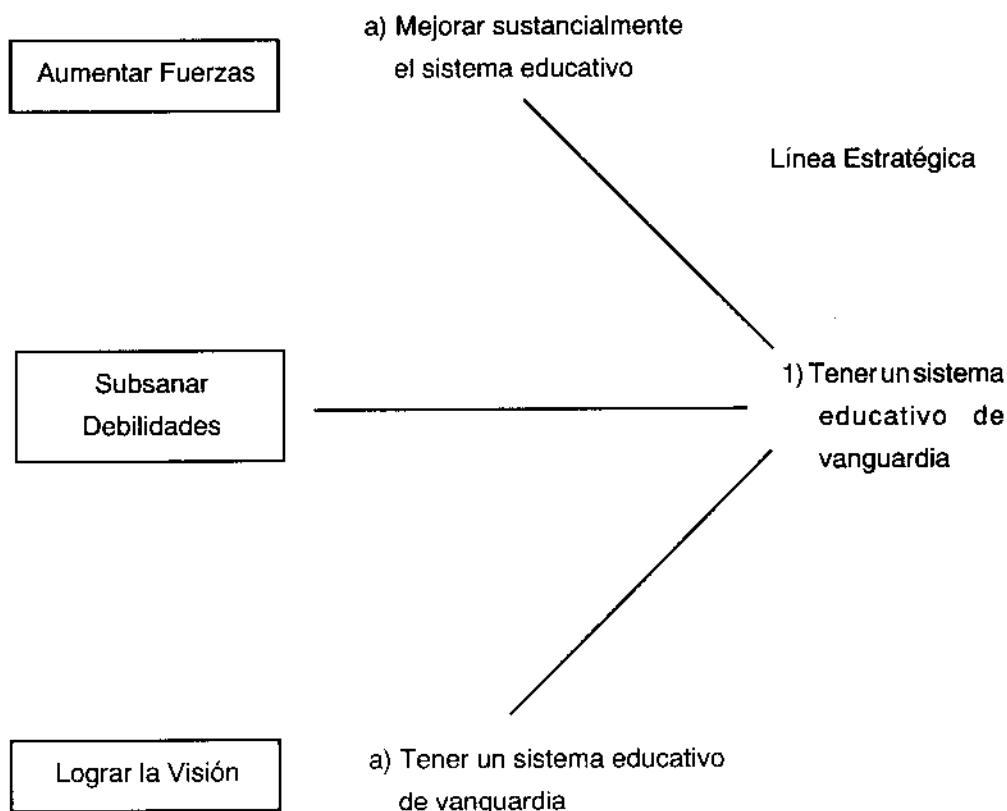 a) Mejorar sustancialmente
Aumentar Fuerzas
el sistema educativo
Línea Estratégica
Subsanar
Debilidades
1) Tener un sistema
educativo de
vanguardia
Lograr la Visión
a) Tener un sistema educativo
de vanguardia